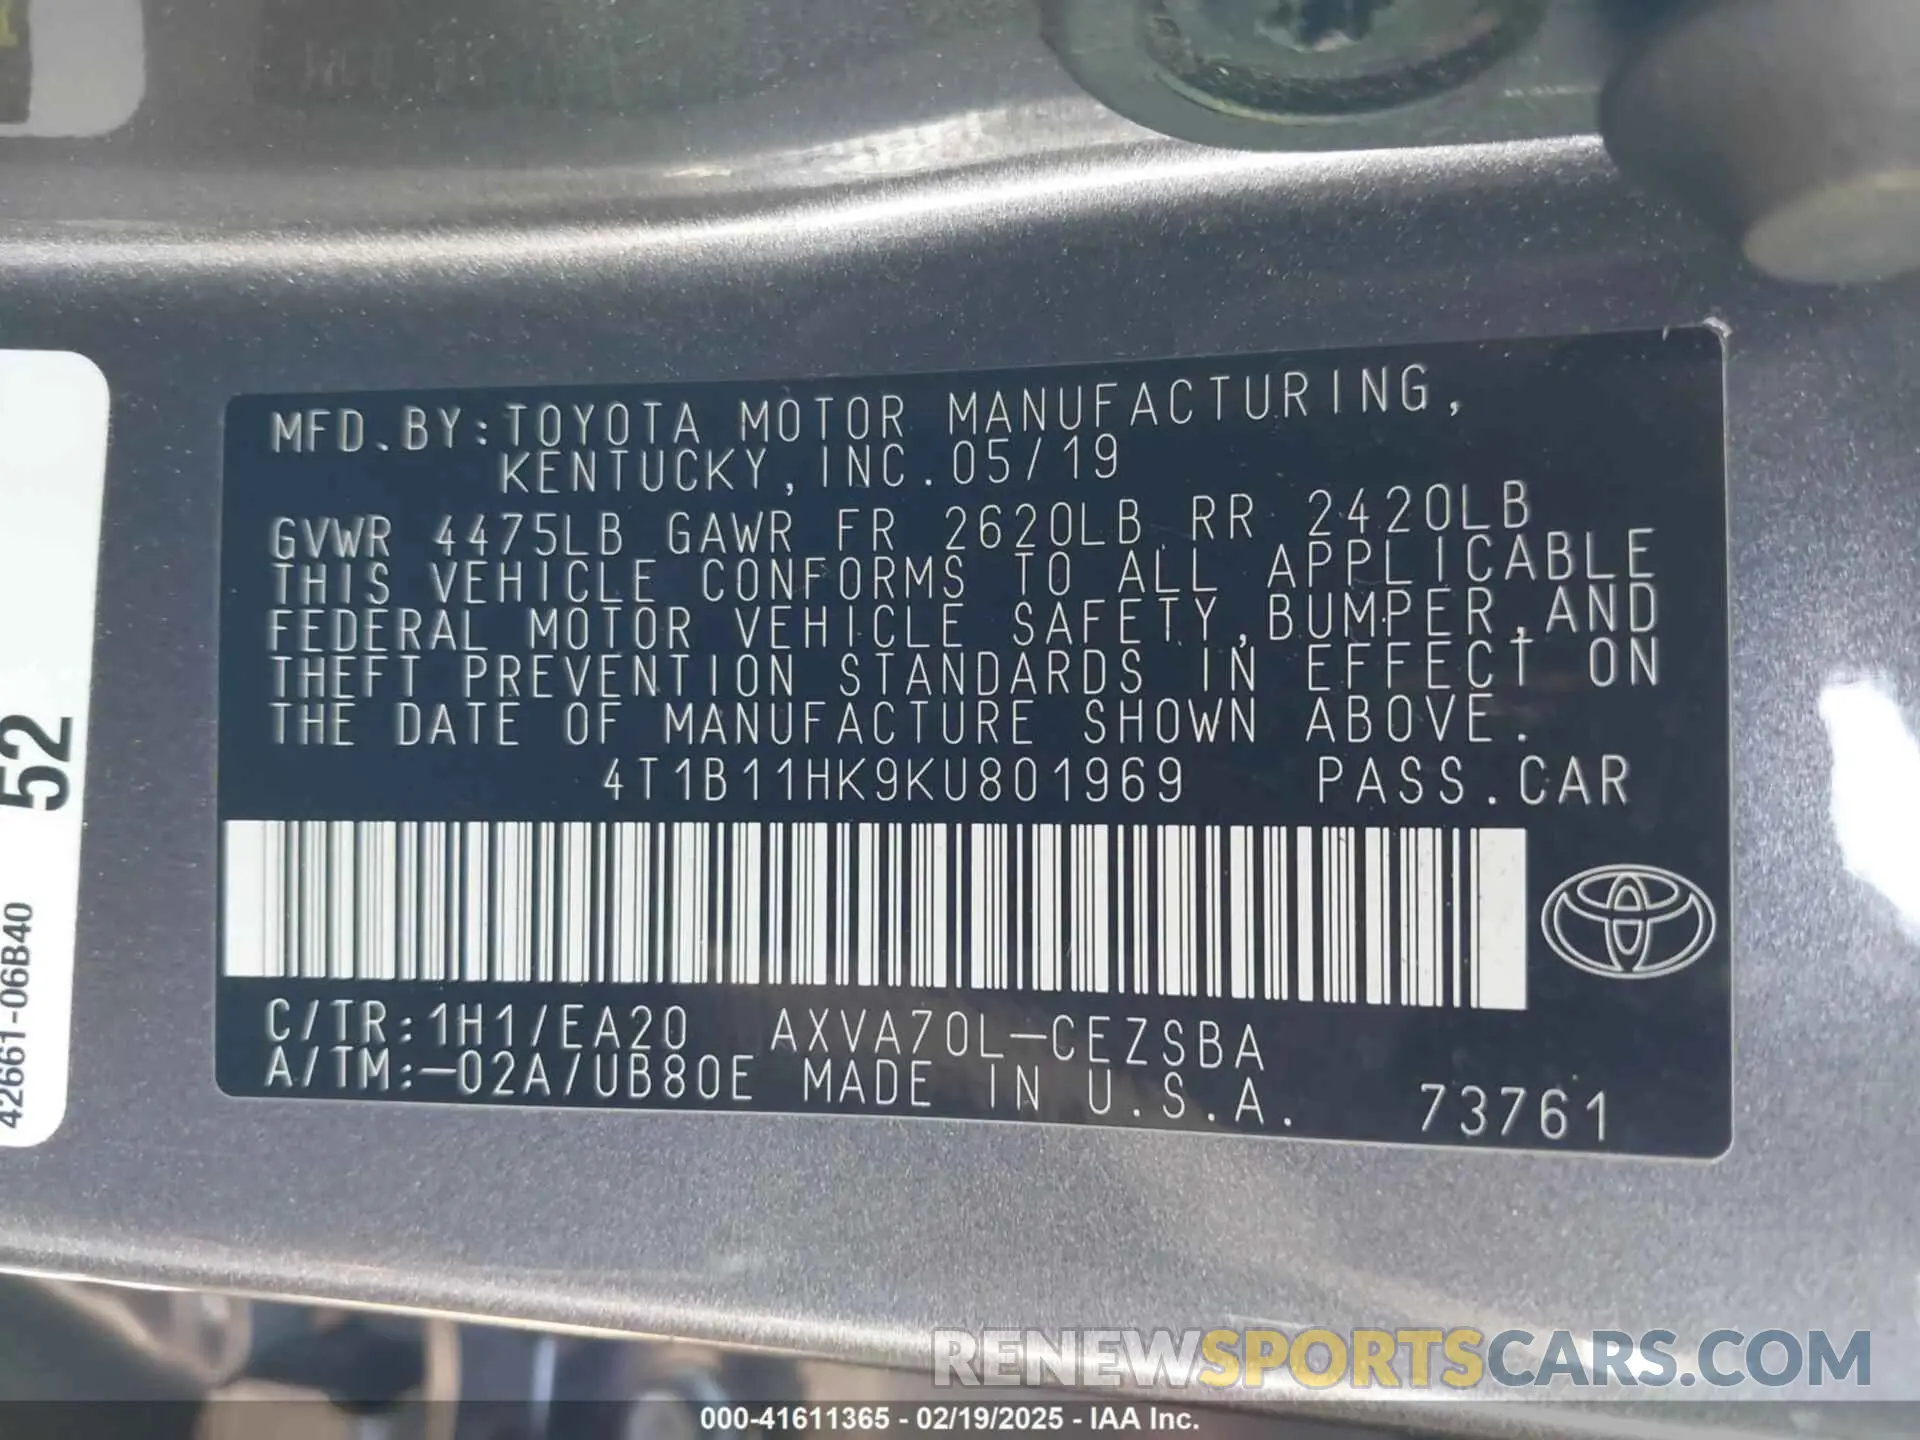 MFD.BY:TOYOTA MOTOR MANUFACTURING,
KENTUCKY, INC.05/19
GVWR 4475LB GAWR FR 2620LB RR 2420LB
THIS VEHICLE CONFORMS TO ALL APPLICABLE
FEDERAL MOTOR VEHICLE SAFETY,BUMPER,AND
THEFT PREVENTION STANDARDS IN EFFECT ON
THE DATE OF MANUFACTURE SHOWN ABOVE.
4T1B11HK9KU801969 PASS.CAR
C/TR:1H1/EA20 AXVA70L-CEZSBA
A/TM:-02A/UB80E MADE IN U.S.A. 73761
52
42661-06B40
RENEWSPORTSCARS.COM
000-41611365 - 02/19/2025 - IAA Inc.